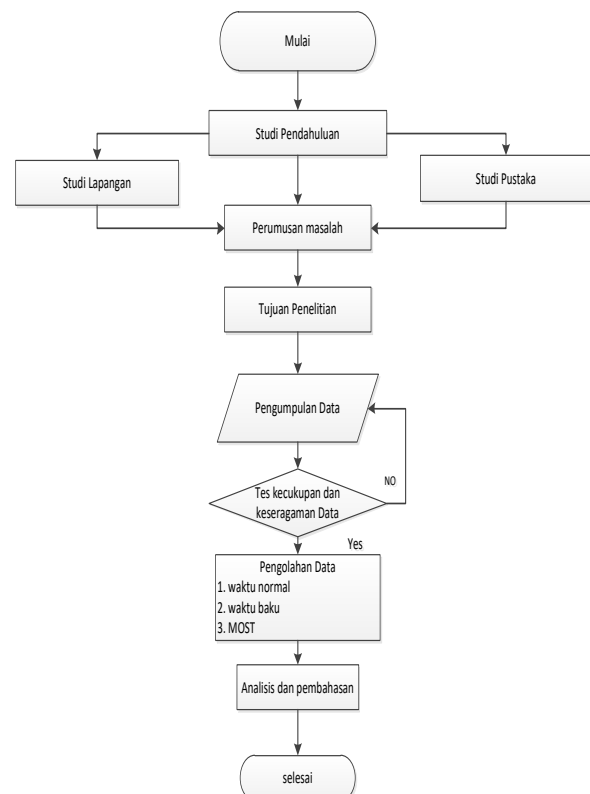 Mulai
Studi Pendahuluan
Studi Lapangan
Studi Pustaka
Perumusan masalah
Tujuan Penelitian
Pengumpulan Data
NO
Tes kecukupan dan
keseragaman Data
Yes
Pengolahan Data
1. waktu normal
2. waktu baku
3. MOST
Analisis dan pembahasan
selesai